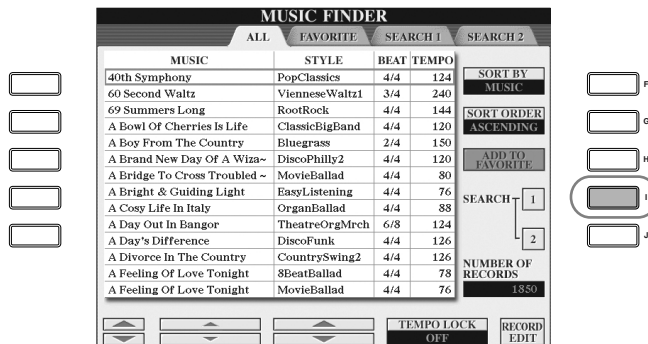 MUSIC FINDER
ALL FAVORITE SEARCH 1 SEARCH 2
MUSIC STYLE BEAT TEMPO
40th Symphony PopClassics 4/4 124
60 Second Waltz VienneseWaltz1 3/4 240
69 Summers Long RootRock 4/4 144
A Bowl Of Cherries Is Life ClassicBigBand 4/4 120
A Boy From The Country Bluegrass 2/4 150
A Brand New Day Of A Wiza~ DiscoPhilly2 4/4 120
A Bridge To Cross Troubled ~ MovieBallad 4/4 80
A Bright & Guiding Light EasyListening 4/4 76
A Cosy Life In Italy OrganBallad 4/4 88
A Day Out In Bangor TheatreOrgMrch 6/8 124
A Day's Difference DiscoFunk 4/4 126
A Divorce In The Country CountrySwing2 4/4 126
A Feeling Of Love Tonight 8BeatBallad 4/4 78
A Feeling Of Love Tonight MovieBallad 4/4 76
SORT BY
MUSIC
SORT ORDER
ASCENDING
ADD TO
FAVORITE
SEARCH 1
2
NUMBER OF
RECORDS
1850
TEMPO LOCK
OFF
RECORD
EDIT
F
G
H
I
J